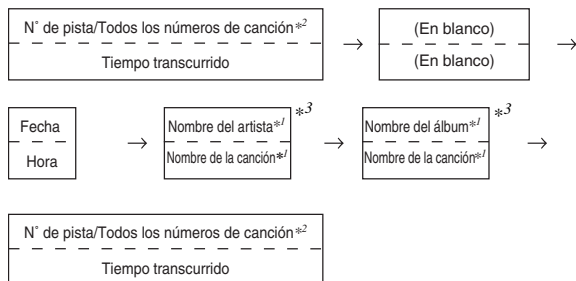 N° de pista/Todos los números de canción*2
Tiempo transcurrido
→
(En blanco)
(En blanco)
→
Fecha
Hora
→
Nombre del artista*1
Nombre de la canción*1
*3
→
Nombre del álbum*1
Nombre de la canción*1
*3
→
N° de pista/Todos los números de canción*2
Tiempo transcurrido